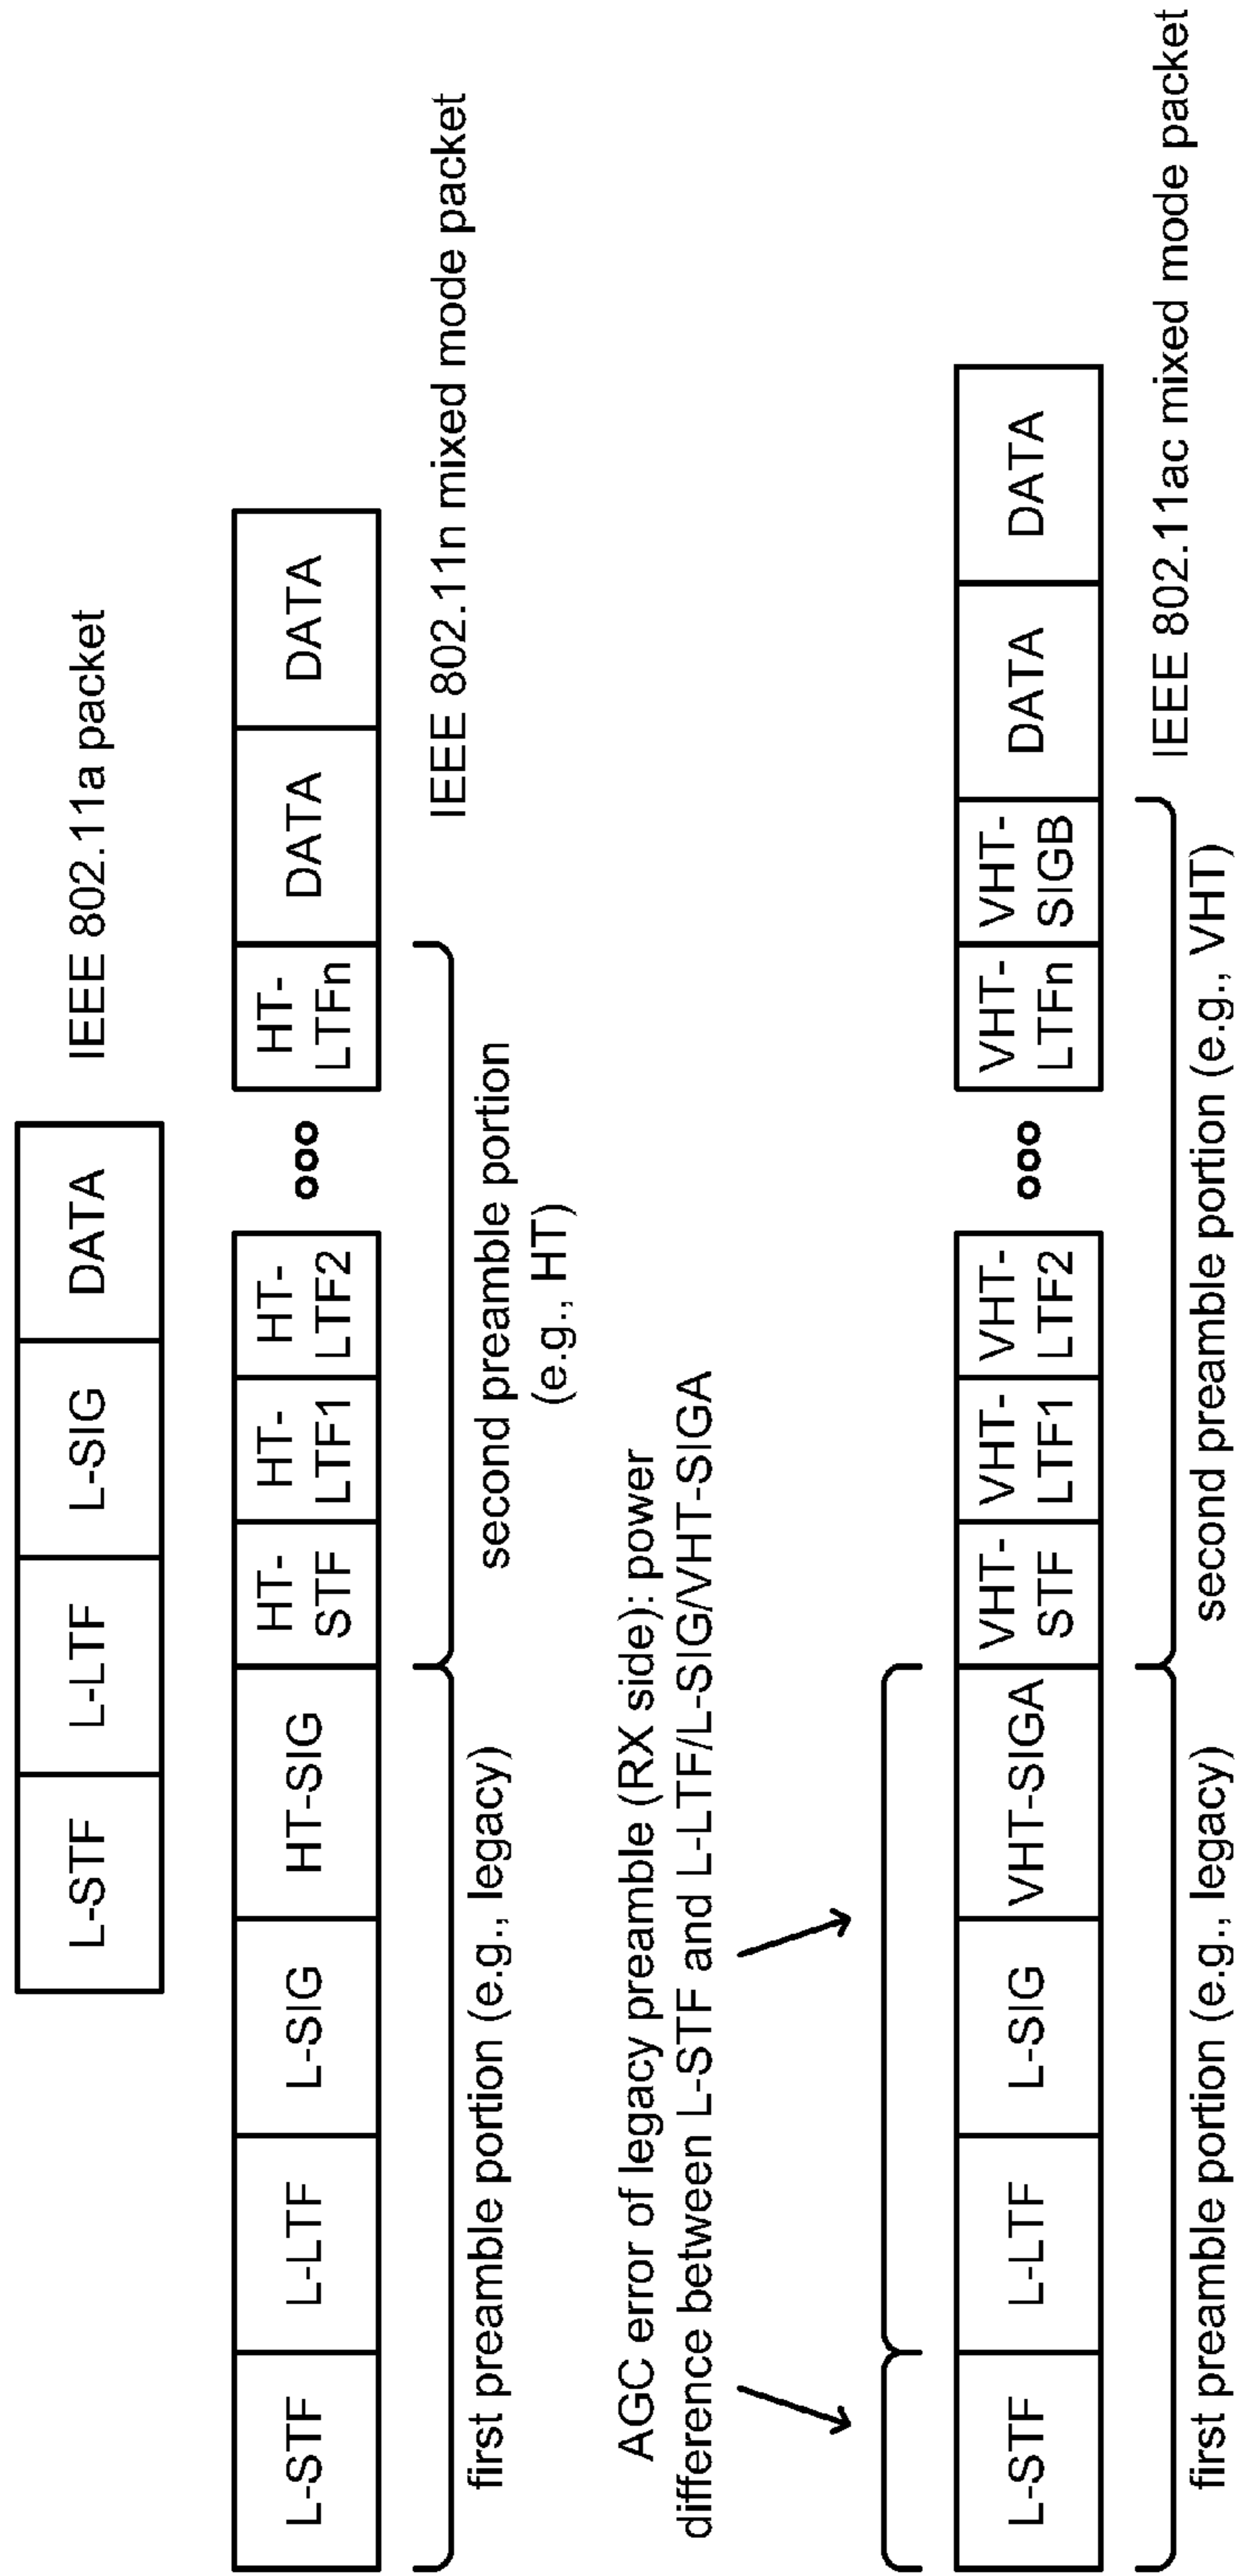 L-STF
L-LTF
L-SIG
DATA
IEEE 802.11a packet
L-STF
L-LTF
L-SIG
HT-SIG
HT-
STF
HT-
LTF1
HT-
LTF2
HT-
LTFn
DATA
DATA
first preamble portion (e.g., legacy)
second preamble portion
(e.g., HT)
IEEE 802.11n mixed mode packet
AGC error of legacy preamble (RX side): power
difference between L-STF and L-LTF/L-SIG/VHT-SIGA
L-STF
L-LTF
L-SIG
VHT-SIGA
VHT-
STF
VHT-
LTF1
VHT-
LTF2
VHT-
LTFn
VHT-
SIGB
DATA
DATA
first preamble portion (e.g., legacy)
second preamble portion (e.g., VHT)
IEEE 802.11ac mixed mode packet